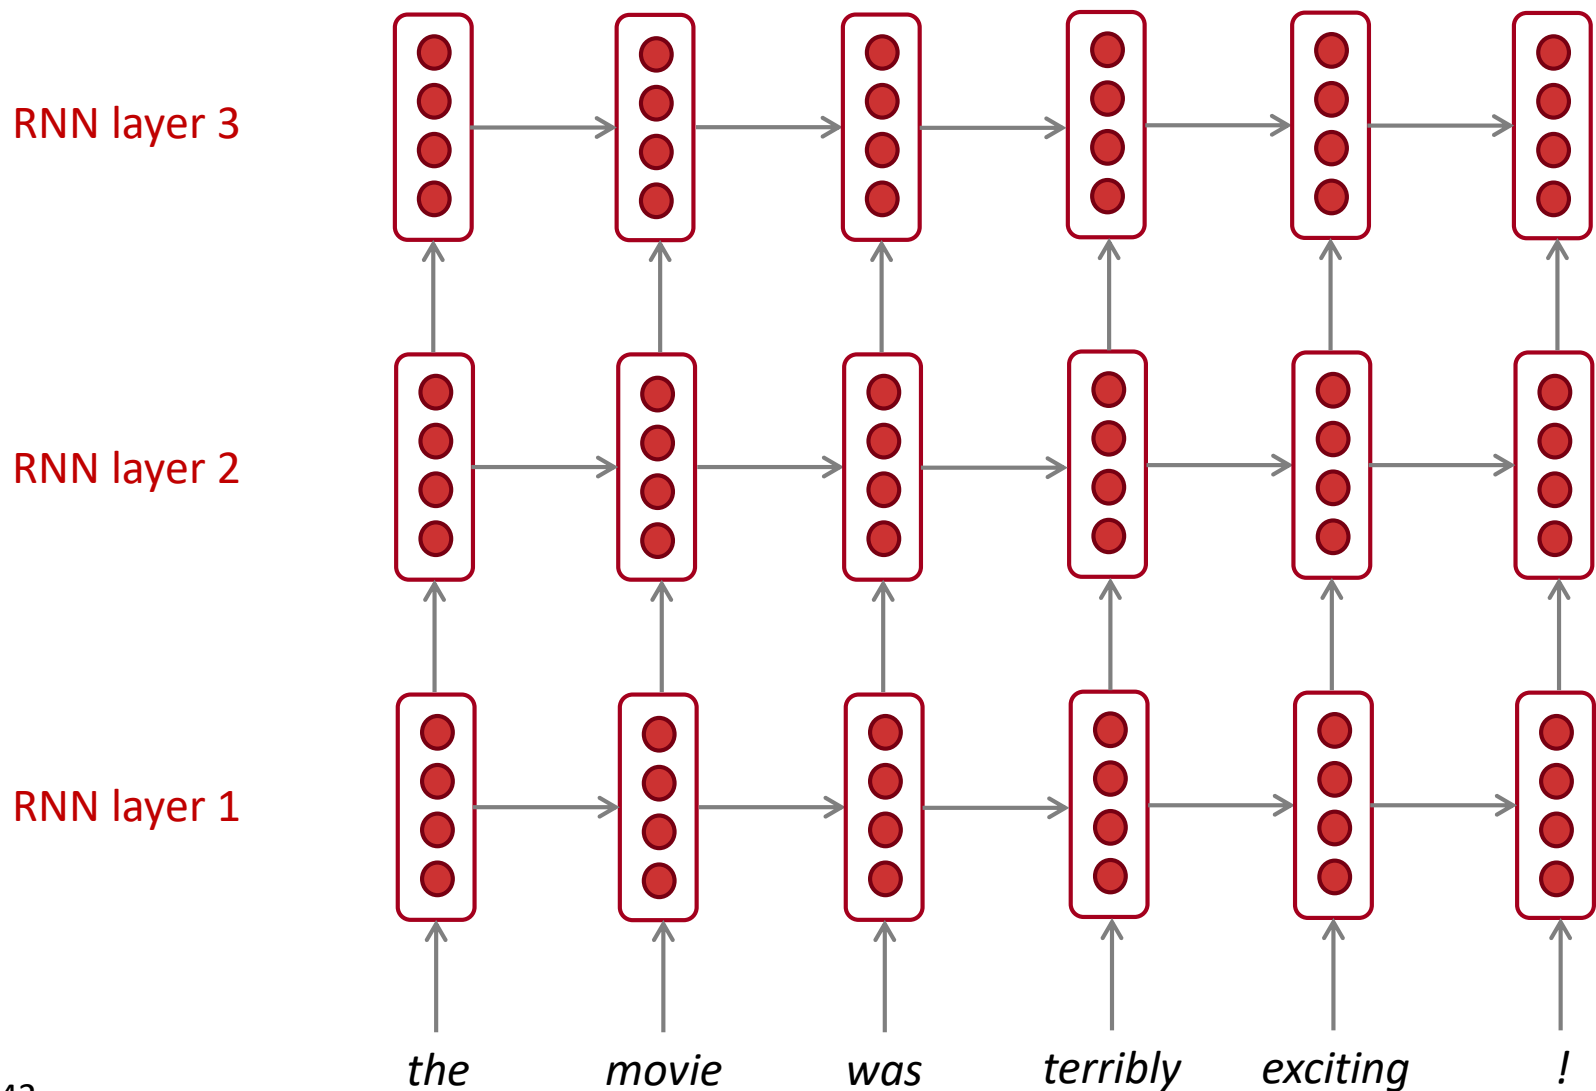 RNN layer 3
RNN layer 2
RNN layer 1
the movie was terribly exciting !